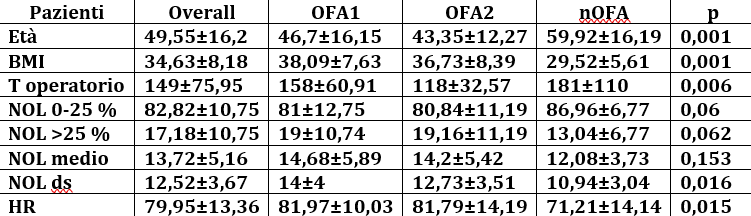 Pazienti Overall OFA1 OFA2 nOFA p
Età 49,55±16,2 46,7±16,15 43,35±12,27 59,92±16,19 0,001
BMI 34,63±8,18 38,09±7,63 36,73±8,39 29,52±5,61 0,001
T operatorio 149±75,95 158±60,91 118±32,57 181±110 0,006
NOL 0-25 % 82,82±10,75 81±12,75 80,84±11,19 86,96±6,77 0,06
NOL >25 % 17,18±10,75 19±10,74 19,16±11,19 13,04±6,77 0,062
NOL medio 13,72±5,16 14,68±5,89 14,2±5,42 12,08±3,73 0,153
NOL ds 12,52±3,67 14±4 12,73±3,51 10,94±3,04 0,016
HR 79,95±13,36 81,97±10,03 81,79±14,19 71,21±14,14 0,015